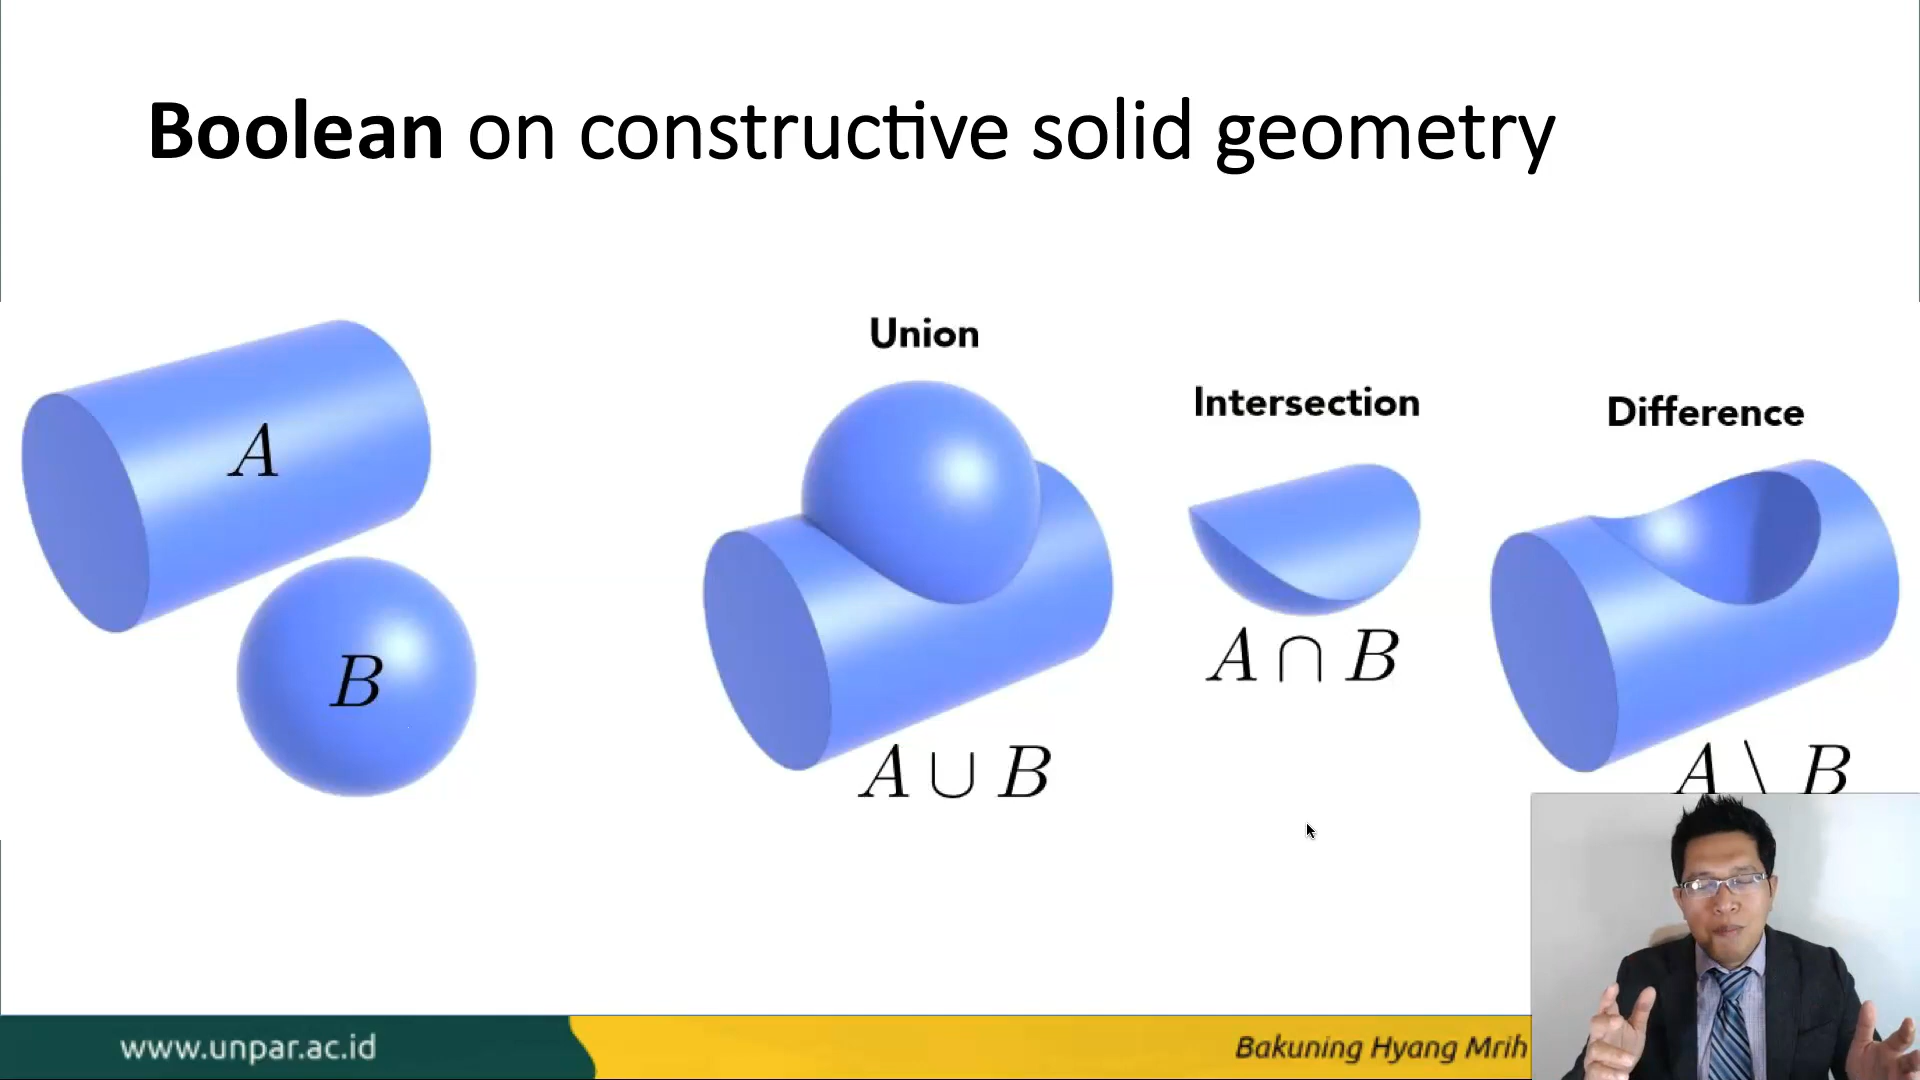 Boolean on constructive solid geometry
Union
Intersection
Difference
A
B
A ∪ B
A ∩ B
A \ B
www.unpar.ac.id
Bakuning Hyang Mrih